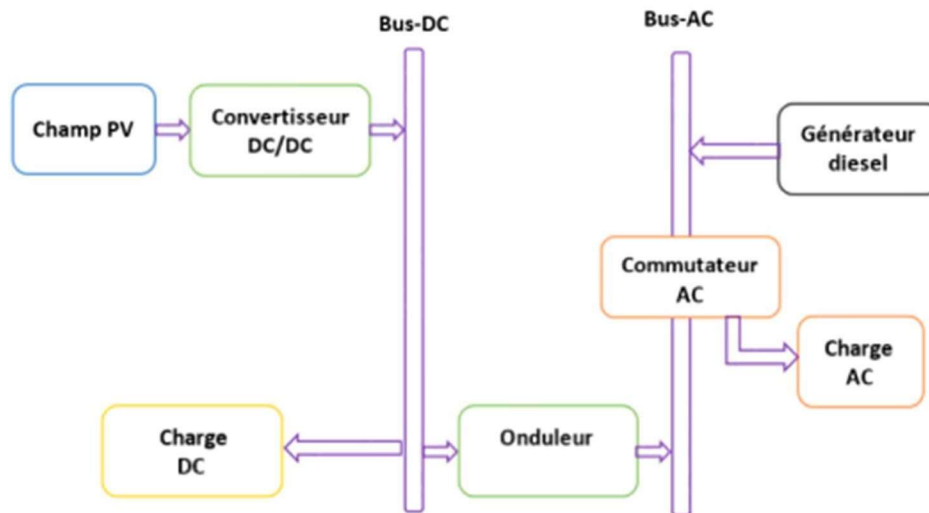 Bus-DC
Bus-AC
Champ PV
Convertisseur
DC/DC
Générateur
diesel
Commutateur
AC
Charge
AC
Charge
DC
Onduleur